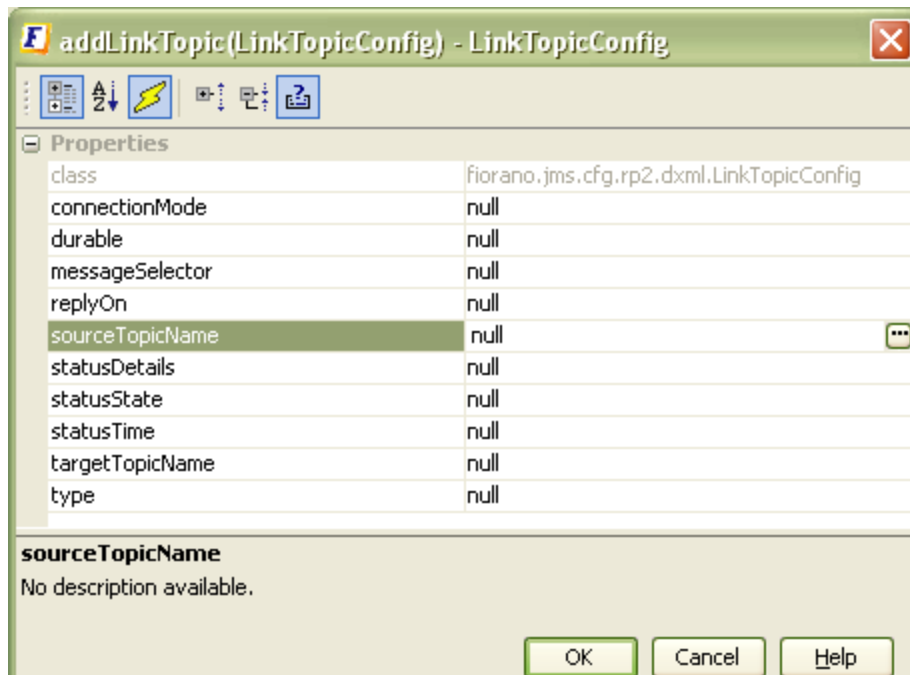 addLinkTopic(LinkTopicConfig) - LinkTopicConfig
Properties
class fiorano.jms.cfg.rp2.dxml.LinkTopicConfig
connectionMode null
durable null
messageSelector null
replyOn null
sourceTopicName null
statusDetails null
statusState null
statusTime null
targetTopicName null
type null
sourceTopicName
No description available.
OK Cancel Help